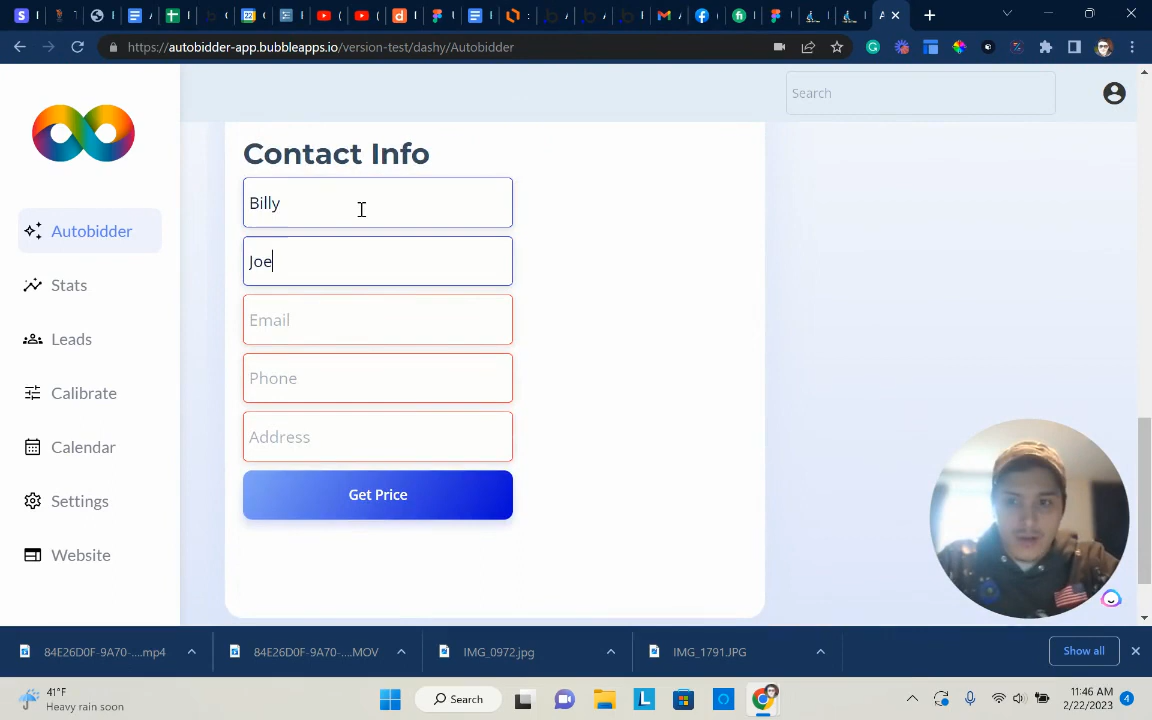 https://autobidder-app.bubbleapps.io/version-test/dashy/Autobidder
Search
Contact Info
Billy
Joe
Email
Phone
Address
Get Price
Autobidder
Stats
Leads
Calibrate
Calendar
Settings
Website
84E26D0F-9A70-....mp4
84E26D0F-9A70-....MOV
IMG_0972.jpg
IMG_1791.JPG
Show all
41°F
Heavy rain soon
Search
11:46 AM
2/22/2023
4